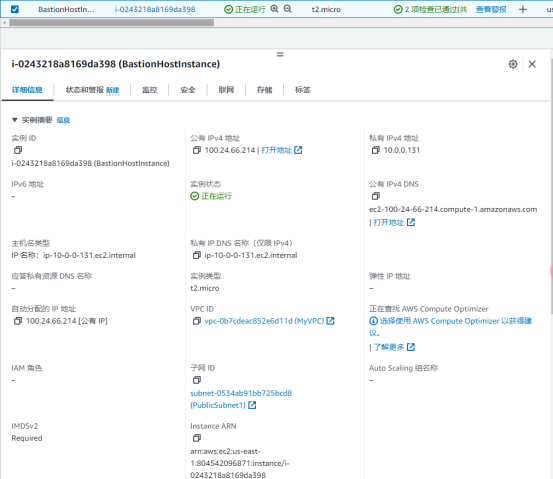 BastionHostIn... i-0243218a8169da398 正在运行 t2.micro 2 项检查已通过(共 查看警报 + us
i-0243218a8169da398 (BastionHostInstance)
详细信息 状态和警报 新建 监控 安全 联网 存储 标签
▼ 实例摘要 信息
实例 ID
i-0243218a8169da398 (BastionHostInstance)
公有 IPv4 地址
100.24.66.214 | 打开地址
私有 IPv4 地址
10.0.0.131
IPv6 地址
–
实例状态
正在运行
公有 IPv4 DNS
ec2-100-24-66-214.compute-1.amazonaws.com
| 打开地址
主机名类型
IP 名称: ip-10-0-0-131.ec2.internal
私有 IP DNS 名称（仅限 IPv4）
ip-10-0-0-131.ec2.internal
应答私有资源 DNS 名称
–
实例类型
t2.micro
弹性 IP 地址
–
自动分配的 IP 地址
100.24.66.214 [公有 IP]
VPC ID
vpc-0b7cdeac852e6d11d (MyVPC)
正在查找 AWS Compute Optimizer
选择使用 AWS Compute Optimizer 以获得建
议。
| 了解更多
IAM 角色
–
子网 ID
subnet-0534ab91bb725bcd8
(PublicSubnet1)
Auto Scaling 组名称
–
IMDSv2
Required
Instance ARN
arn:aws:ec2:us-east-
1:804542096871:instance/i-
0243218a8169da398